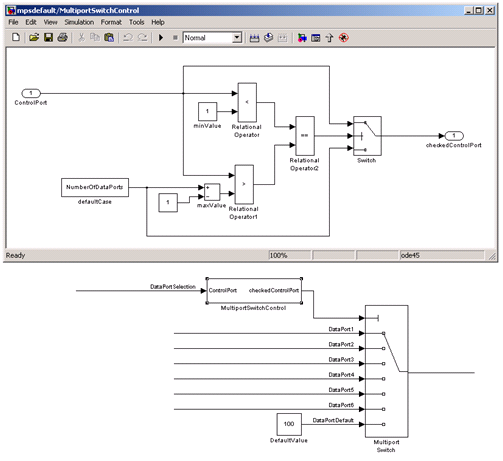 mpsdefault/MultiportSwitchControl
File Edit View Simulation Format Tools Help
Normal
1
ControlPort
<
1
minValue
Relational
Operator
==
Relational
Operator2
Switch
1
checkedControlPort
NumberOfDataPorts
defaultCase
1
+
−
maxValue
>
Relational
Operator1
Ready
100%
ode45
DataPortSelection
ControlPort checkedControlPort
MultiportSwitchControl
DataPort1
DataPort2
DataPort3
DataPort4
DataPort5
DataPort6
100
DataPortDefault
DefaultValue
Multiport
Switch